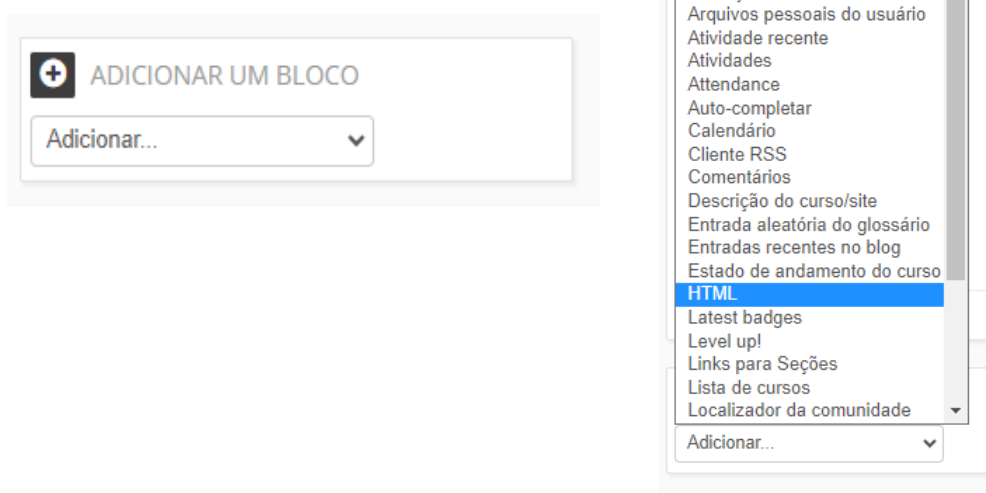 ADICIONAR UM BLOCO
Adicionar...
Arquivos pessoais do usuário
Atividade recente
Atividades
Attendance
Auto-completar
Calendário
Cliente RSS
Comentários
Descrição do curso/site
Entrada aleatória do glossário
Entradas recentes no blog
Estado de andamento do curso
HTML
Latest badges
Level up!
Links para Seções
Lista de cursos
Localizador da comunidade
Adicionar...